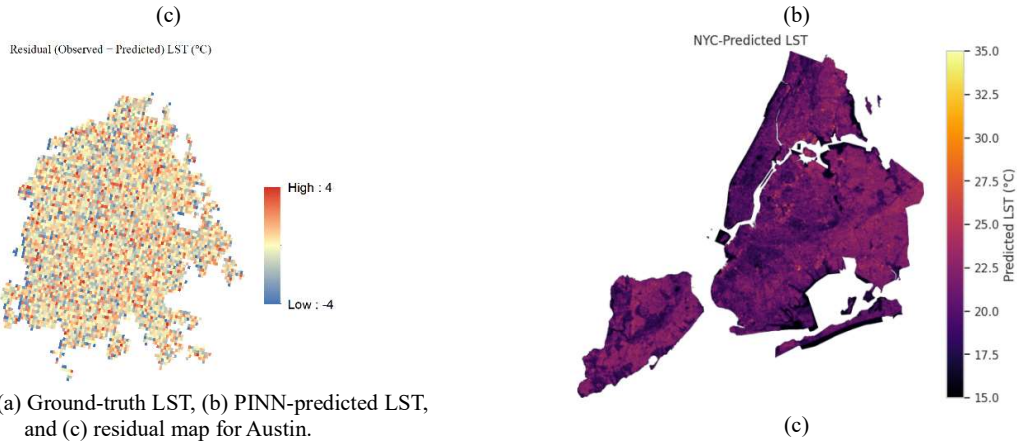 (c)
Residual (Observed − Predicted) LST (°C)
High : 4
Low : -4
(a) Ground-truth LST, (b) PINN-predicted LST,
and (c) residual map for Austin.
(b)
NYC-Predicted LST
35.0
32.5
30.0
27.5
25.0
22.5
20.0
17.5
15.0
Predicted LST (°C)
(c)